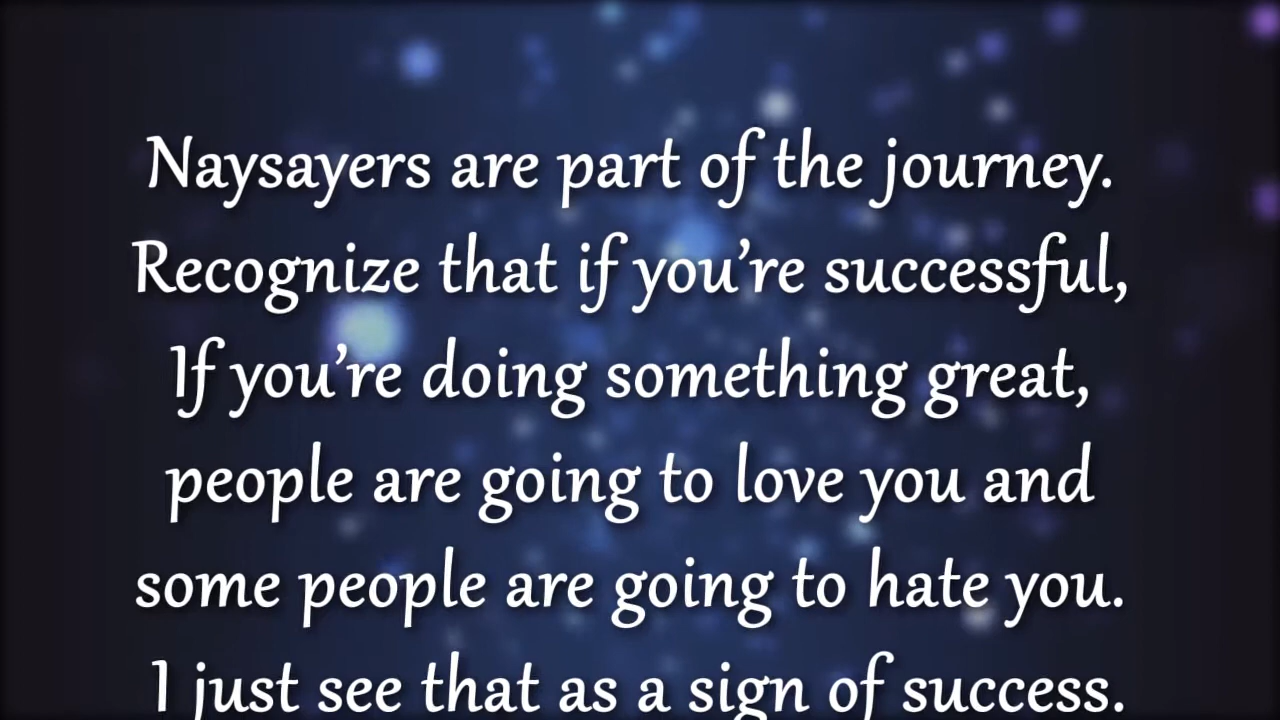 Naysayers are part of the journey.
Recognize that if you’re successful,
If you’re doing something great,
people are going to love you and
some people are going to hate you.
I just see that as a sign of success.